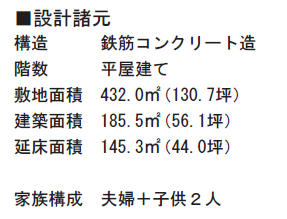 ■設計諸元
構造　　鉄筋コンクリート造
階数　　平屋建て
敷地面積　432.0㎡(130.7坪)
建築面積　185.5㎡(56.1坪)
延床面積　145.3㎡(44.0坪)
家族構成　夫婦＋子供２人